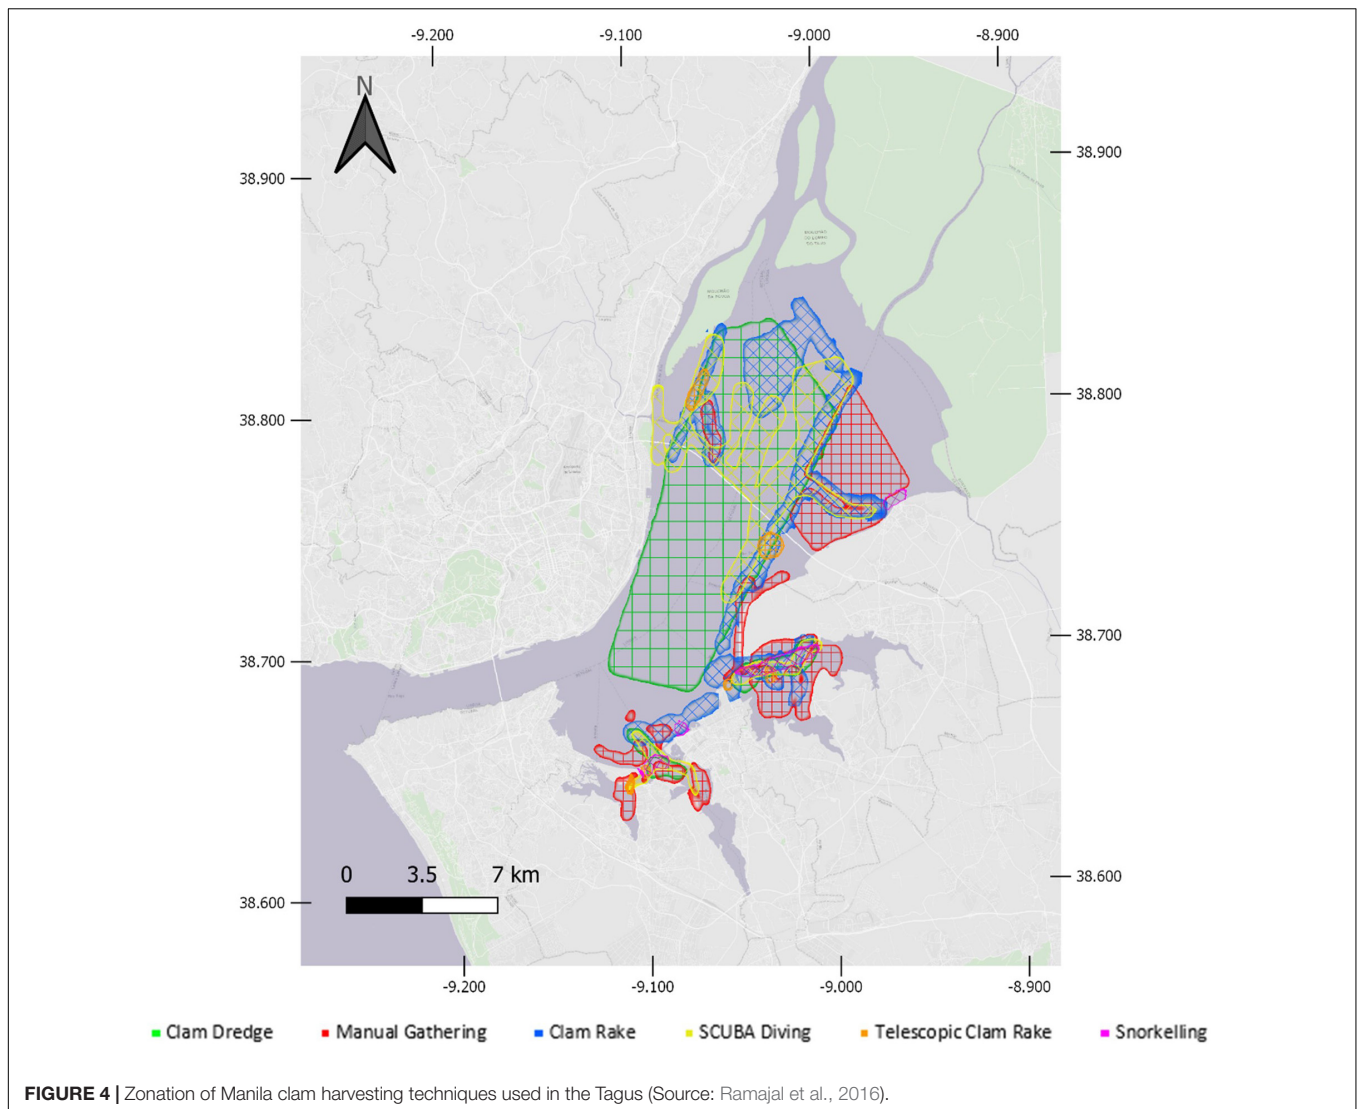 -9.200 -9.100 -9.000 -8.900
N
38.900
38.900
38.800
38.800
38.700
38.700
38.600
38.600
0 3.5 7 km
-9.200 -9.100 -9.000 -8.900
Clam Dredge Manual Gathering Clam Rake SCUBA Diving Telescopic Clam Rake Snorkelling
FIGURE 4 | Zonation of Manila clam harvesting techniques used in the Tagus (Source: Ramajal et al., 2016).